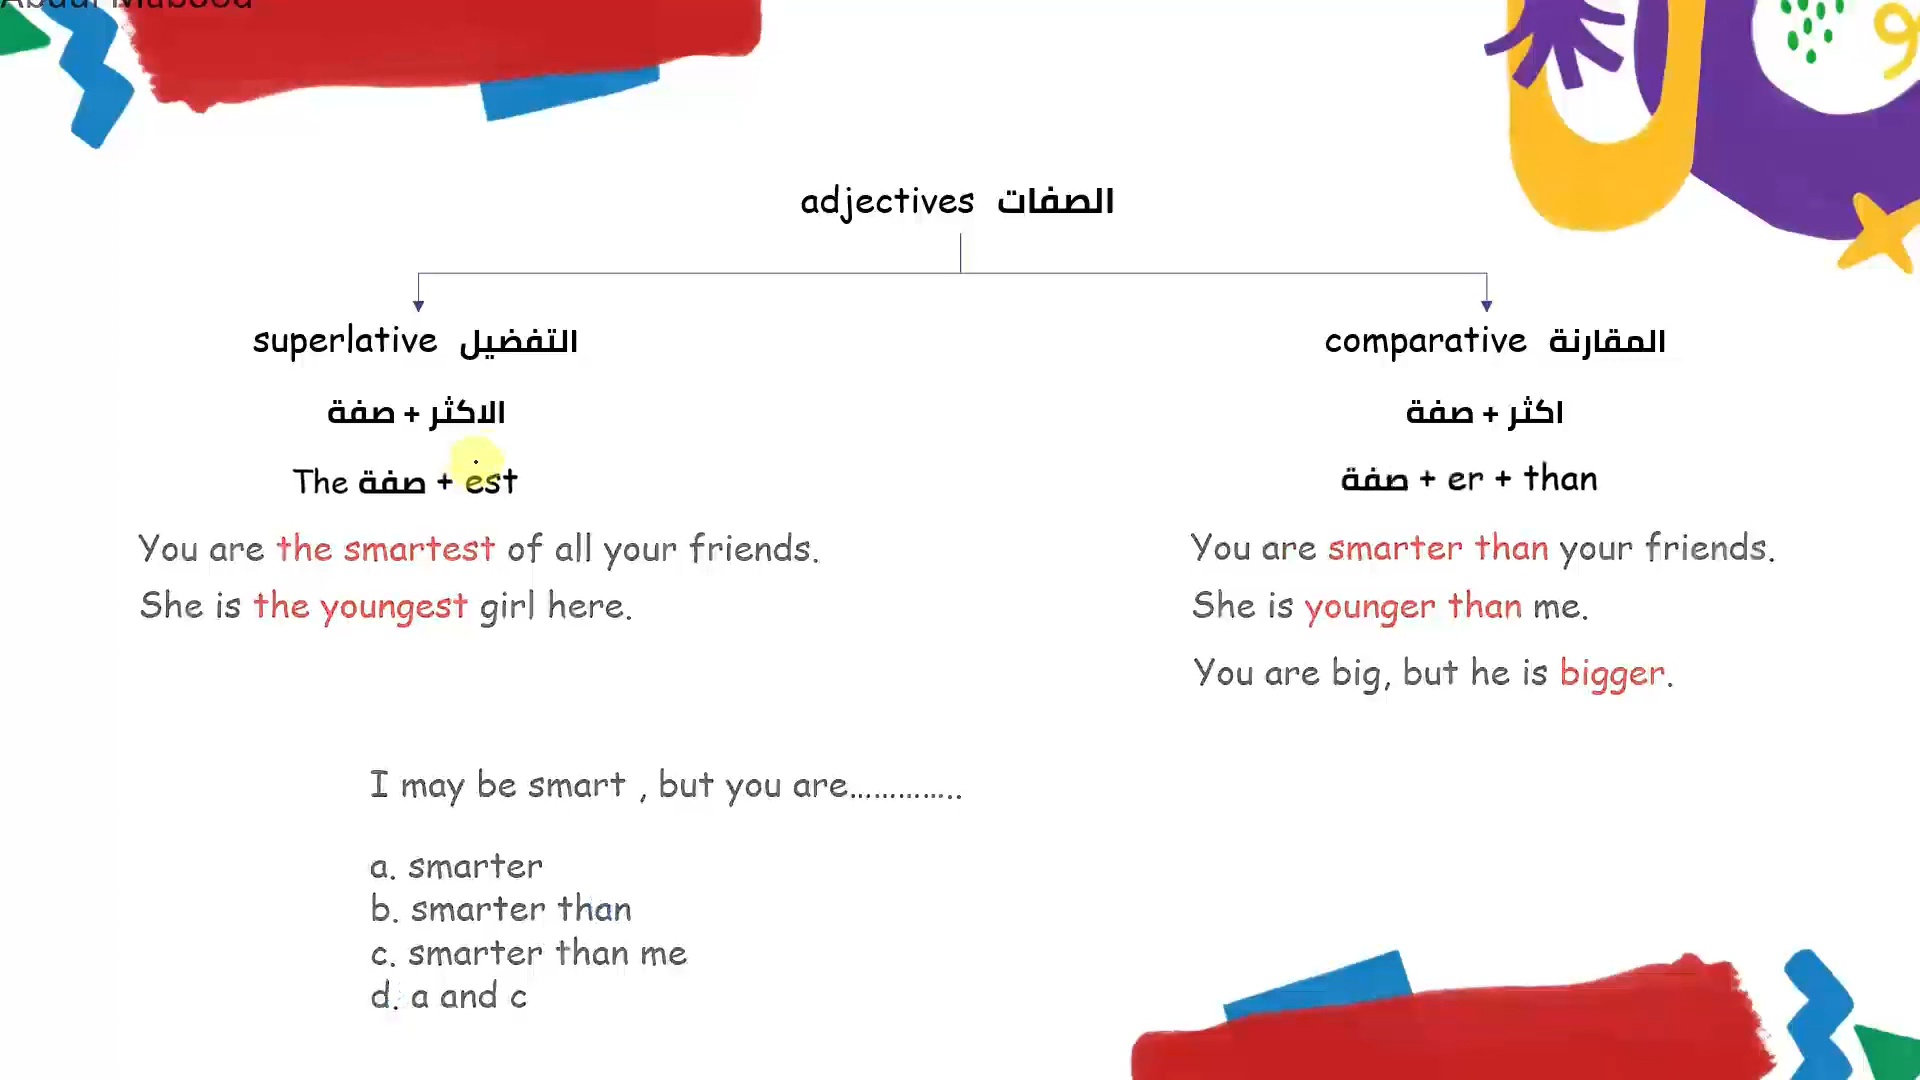 adjectives الصفات
superlative التفضيل
الاكثر + صفة
The صفة + est
You are the smartest of all your friends.
She is the youngest girl here.
comparative المقارنة
اكثر + صفة
صفة + er + than
You are smarter than your friends.
She is younger than me.
You are big, but he is bigger.
I may be smart , but you are…………..
a. smarter
b. smarter than
c. smarter than me
d. a and c